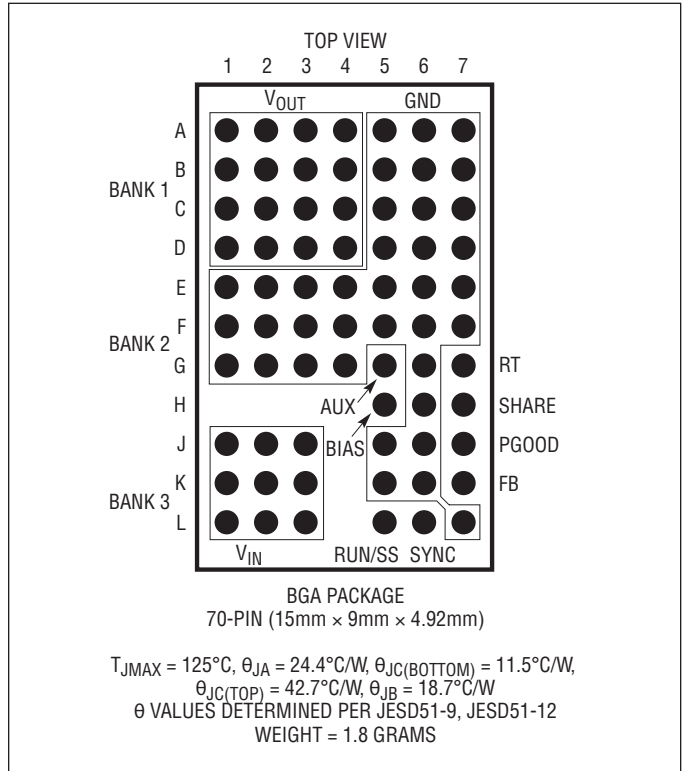 TOP VIEW
1 2 3 4 5 6 7
VOUT GND
A
B
BANK 1
C
D
E
F
BANK 2
G RT
AUX
H SHARE
BIAS
J PGOOD
K FB
BANK 3
L
VIN RUN/SS SYNC
BGA PACKAGE
70-PIN (15mm × 9mm × 4.92mm)
TJMAX = 125°C, θJA = 24.4°C/W, θJC(BOTTOM) = 11.5°C/W,
θJC(TOP) = 42.7°C/W, θJB = 18.7°C/W
θ VALUES DETERMINED PER JESD51-9, JESD51-12
WEIGHT = 1.8 GRAMS